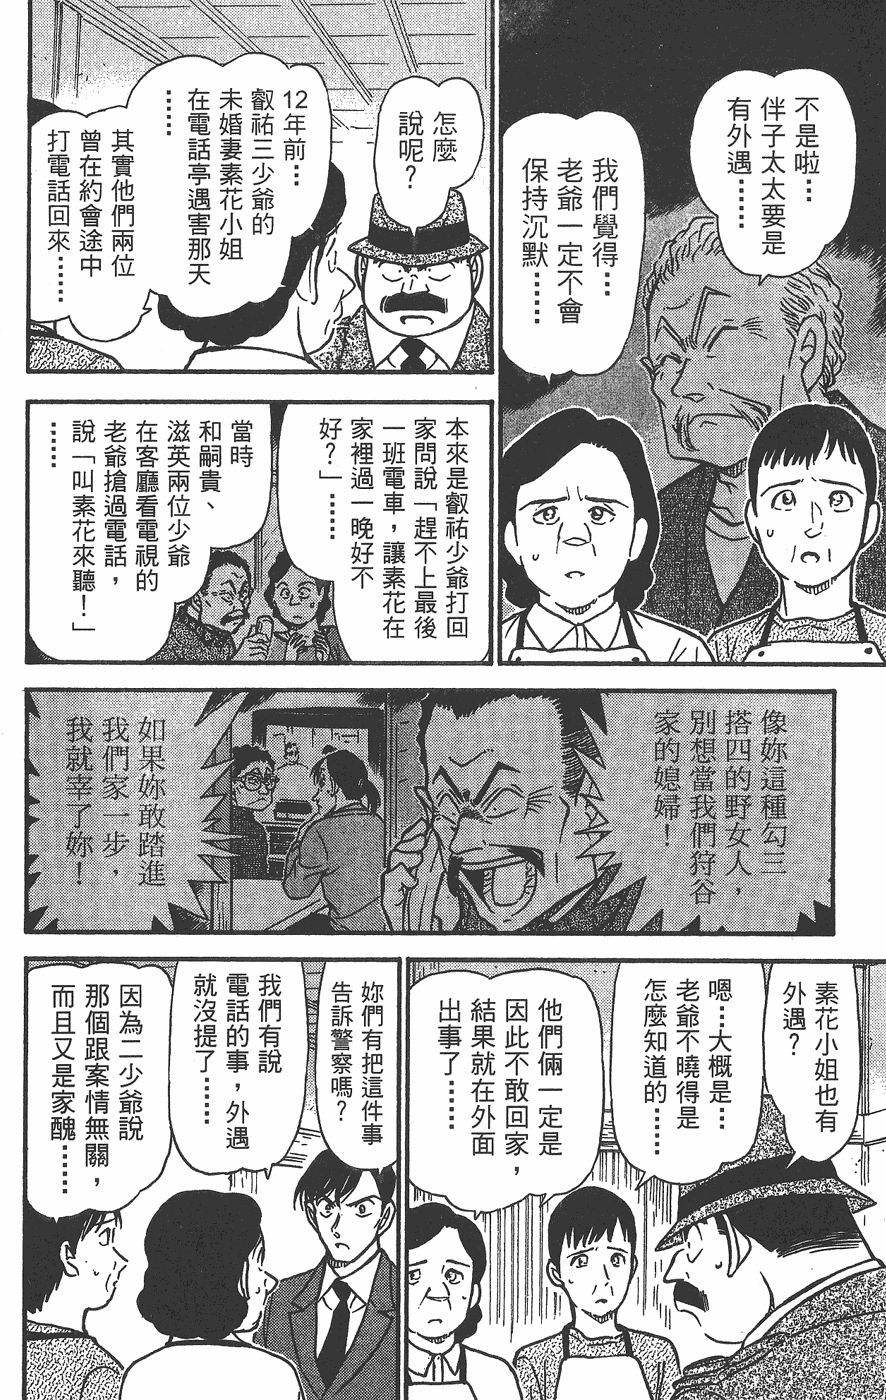 不是啦…
伴子太太要是
有外遇……
我們覺得…
老爺一定不會
保持沉默……
怎麼
說呢？
12年前…
叡祐三少爺的
未婚妻素花小姐
在電話亭遇害那天
……
其實他們兩位
曾在約會途中
打電話回來……
本來是叡祐少爺打回
家問說「趕不上最後
一班電車，讓素花在
家裡過一晚好不
好？」……
當時
和嗣貴、
滋英兩位少爺
在客廳看電視的
老爺搶過電話，
說「叫素花來聽！」
……
像妳這種勾三
搭四的野女人，
別想當我們狩谷
家的媳婦！
如果妳敢踏進
我們家一步，
我就宰了妳！
素花小姐也有
外遇？
嗯…大概是…
老爺不曉得是
怎麼知道的……
他們倆一定是
因此不敢回家，
結果就在外面
出事了……
妳們有把這件事
告訴警察嗎？
我們有說
電話的事，外遇
就沒提了……
因為二少爺說
那個跟案情無關，
而且又是家醜……